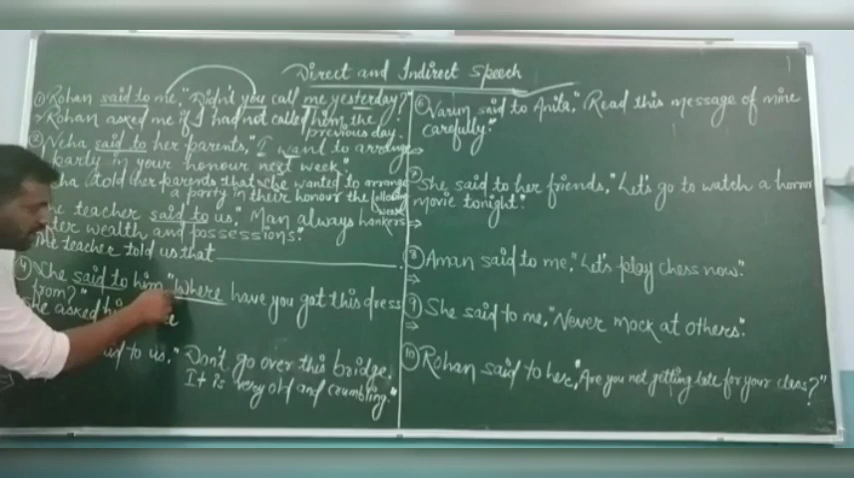 Direct and Indirect Speech
① Rohan said to me, "Didn't you call me yesterday?"
Rohan asked me if I had not called him the
previous day.
② Neha said to her parents, "I want to arrange
party in your honour next week."
told her parents that she wanted to arrange
a party in their honour the following
week
teacher said to us, "Man always hankers
wealth and possessions."
The teacher told us that
④ She said to him, "Where have you got this dress
from?"
She asked
to us, "Don't go over this bridge.
It is very old and crumbling."
⑥ Varun said to Anita, "Read this message of mine
carefully."
⇒
⑦ She said to her friends, "Let's go to watch a horror
movie tonight."
⇒
⑧ Aman said to me, "Let's play chess now."
⇒
⑨ She said to me, "Never mock at others."
⇒
⑩ Rohan said to her, "Are you not getting late for your class?"